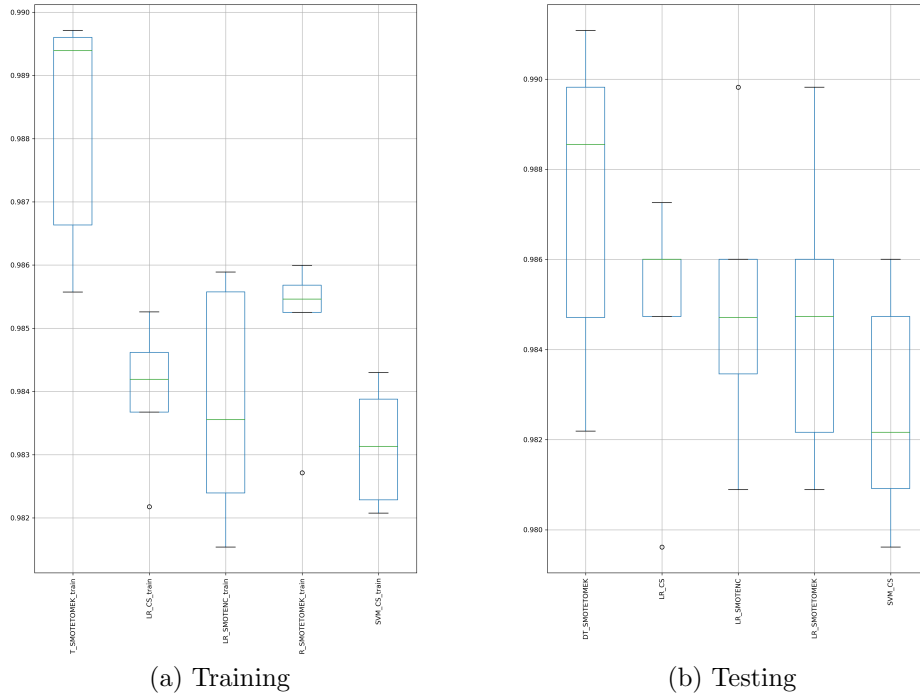 0.990
0.989
0.988
0.987
0.986
0.985
0.984
0.983
0.982
T_SMOTETOMEK_train
LR_CS_train
LR_SMOTENC_train
R_SMOTETOMEK_train
SVM_CS_train
(a) Training
0.990
0.988
0.986
0.984
0.982
0.980
DT_SMOTETOMEK
LR_CS
LR_SMOTENC
LR_SMOTETOMEK
SVM_CS
(b) Testing